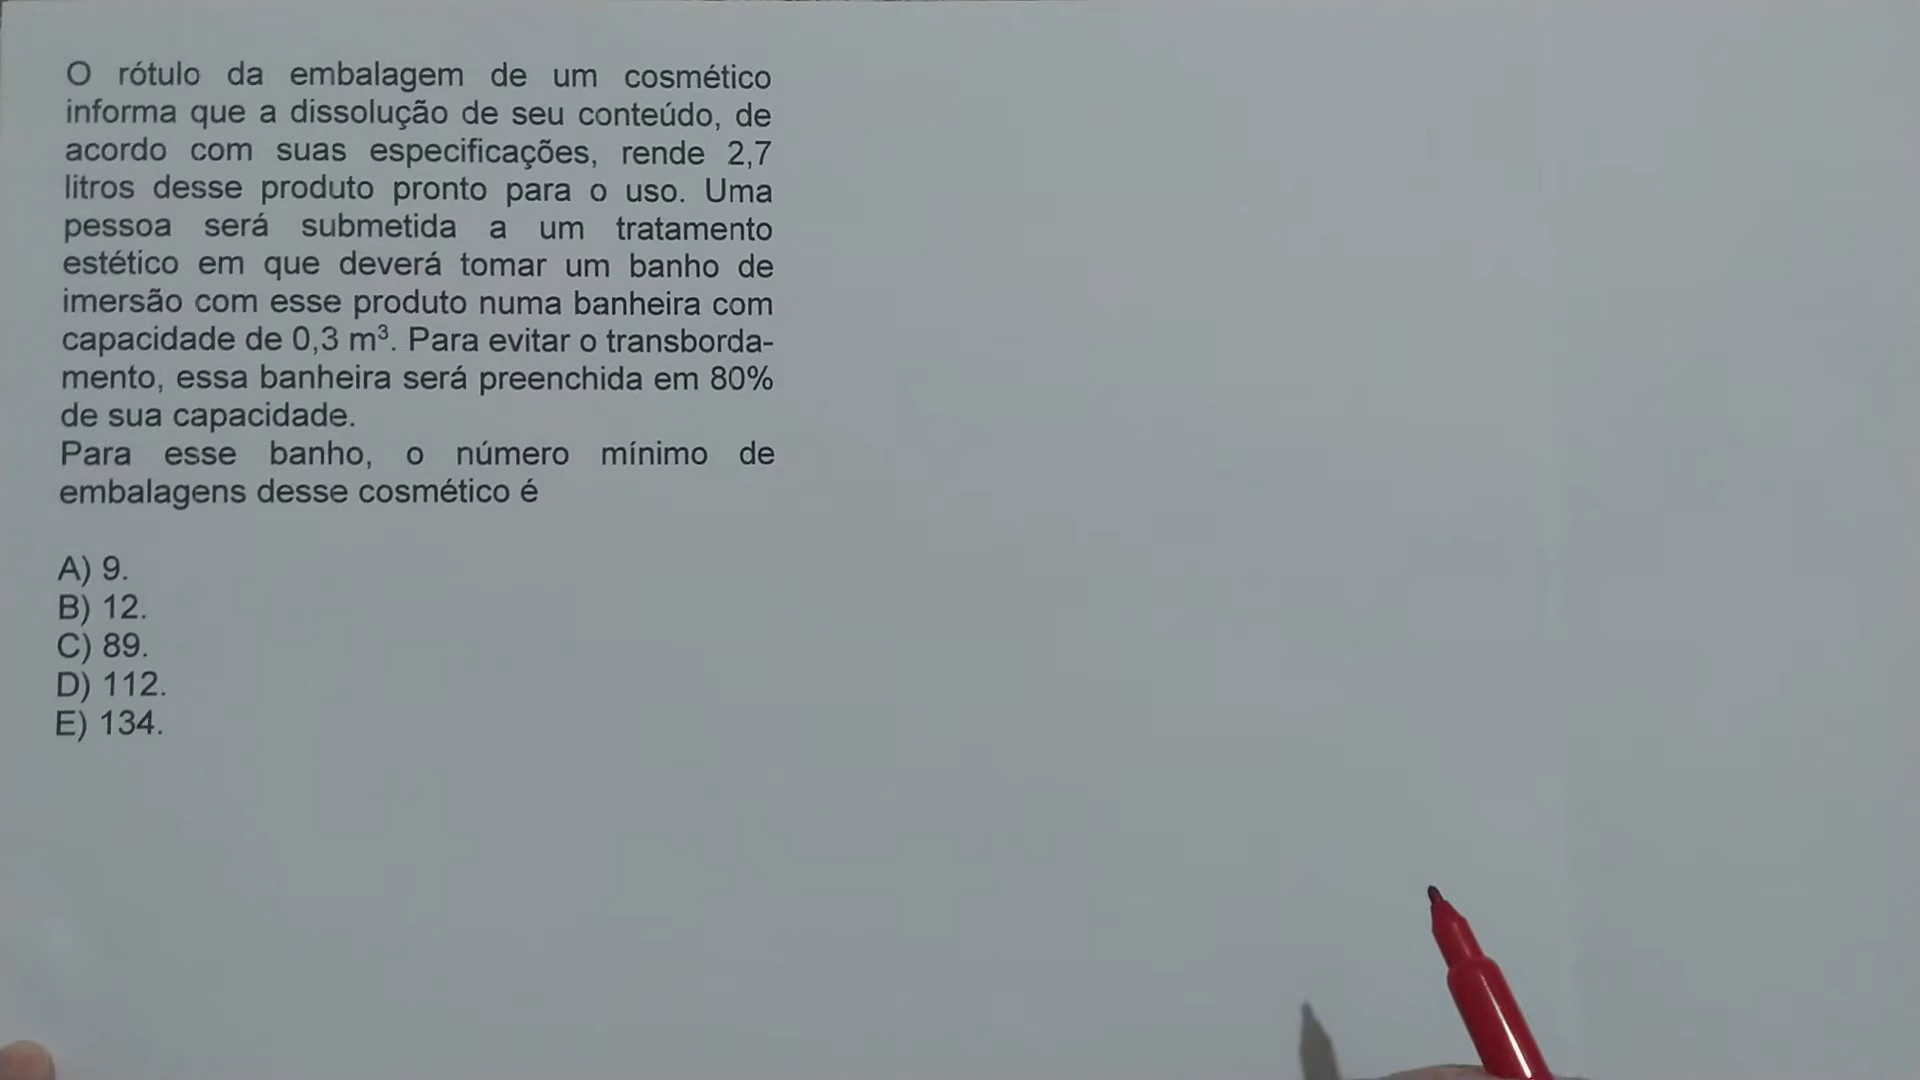 O rótulo da embalagem de um cosmético
informa que a dissolução de seu conteúdo, de
acordo com suas especificações, rende 2,7
litros desse produto pronto para o uso. Uma
pessoa será submetida a um tratamento
estético em que deverá tomar um banho de
imersão com esse produto numa banheira com
capacidade de 0,3 m³. Para evitar o transborda-
mento, essa banheira será preenchida em 80%
de sua capacidade.
Para esse banho, o número mínimo de
embalagens desse cosmético é
A) 9.
B) 12.
C) 89.
D) 112.
E) 134.